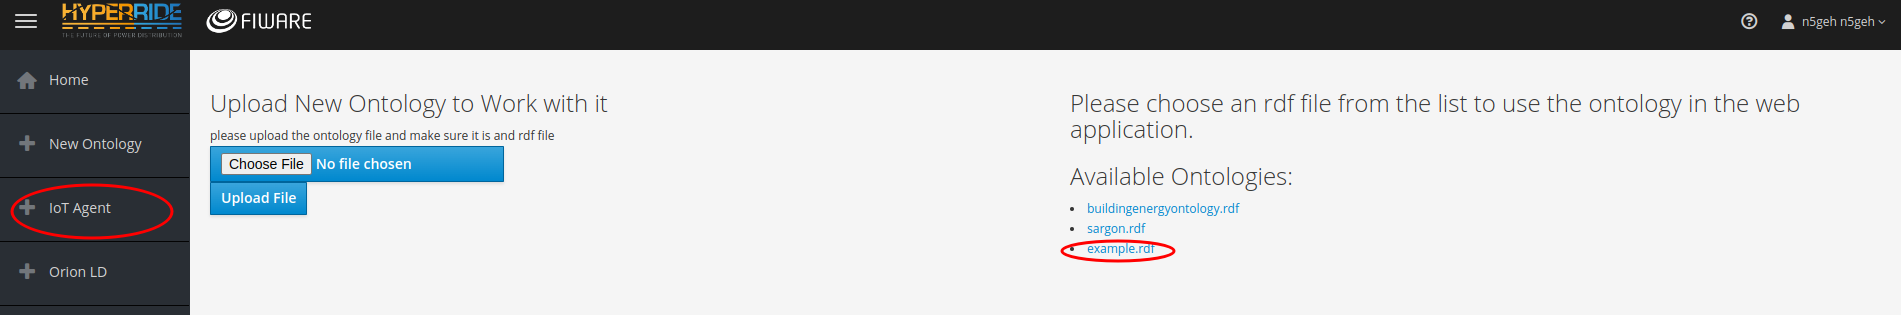 HYPERRIDE
THE FUTURE OF POWER DISTRIBUTION
FIWARE
n5geh n5geh
Home
New Ontology
IoT Agent
Orion LD
Upload New Ontology to Work with it
please upload the ontology file and make sure it is and rdf file
Choose File No file chosen
Upload File
Please choose an rdf file from the list to use the ontology in the web
application.
Available Ontologies:
buildingenergyontology.rdf
sargon.rdf
example.rdf